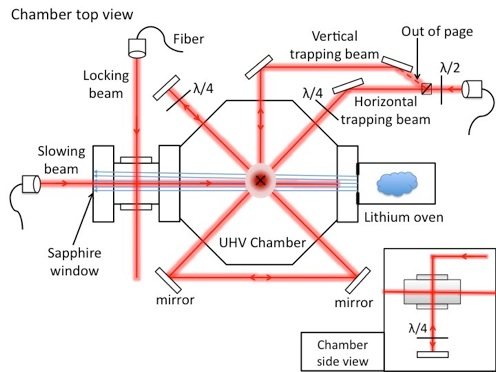 Chamber top view
Fiber
Vertical
trapping beam
Out of page
Locking
beam
λ/4
λ/4
λ/2
Horizontal
trapping beam
Slowing
beam
Lithium oven
Sapphire
window
UHV Chamber
mirror
mirror
λ/4
Chamber
side view